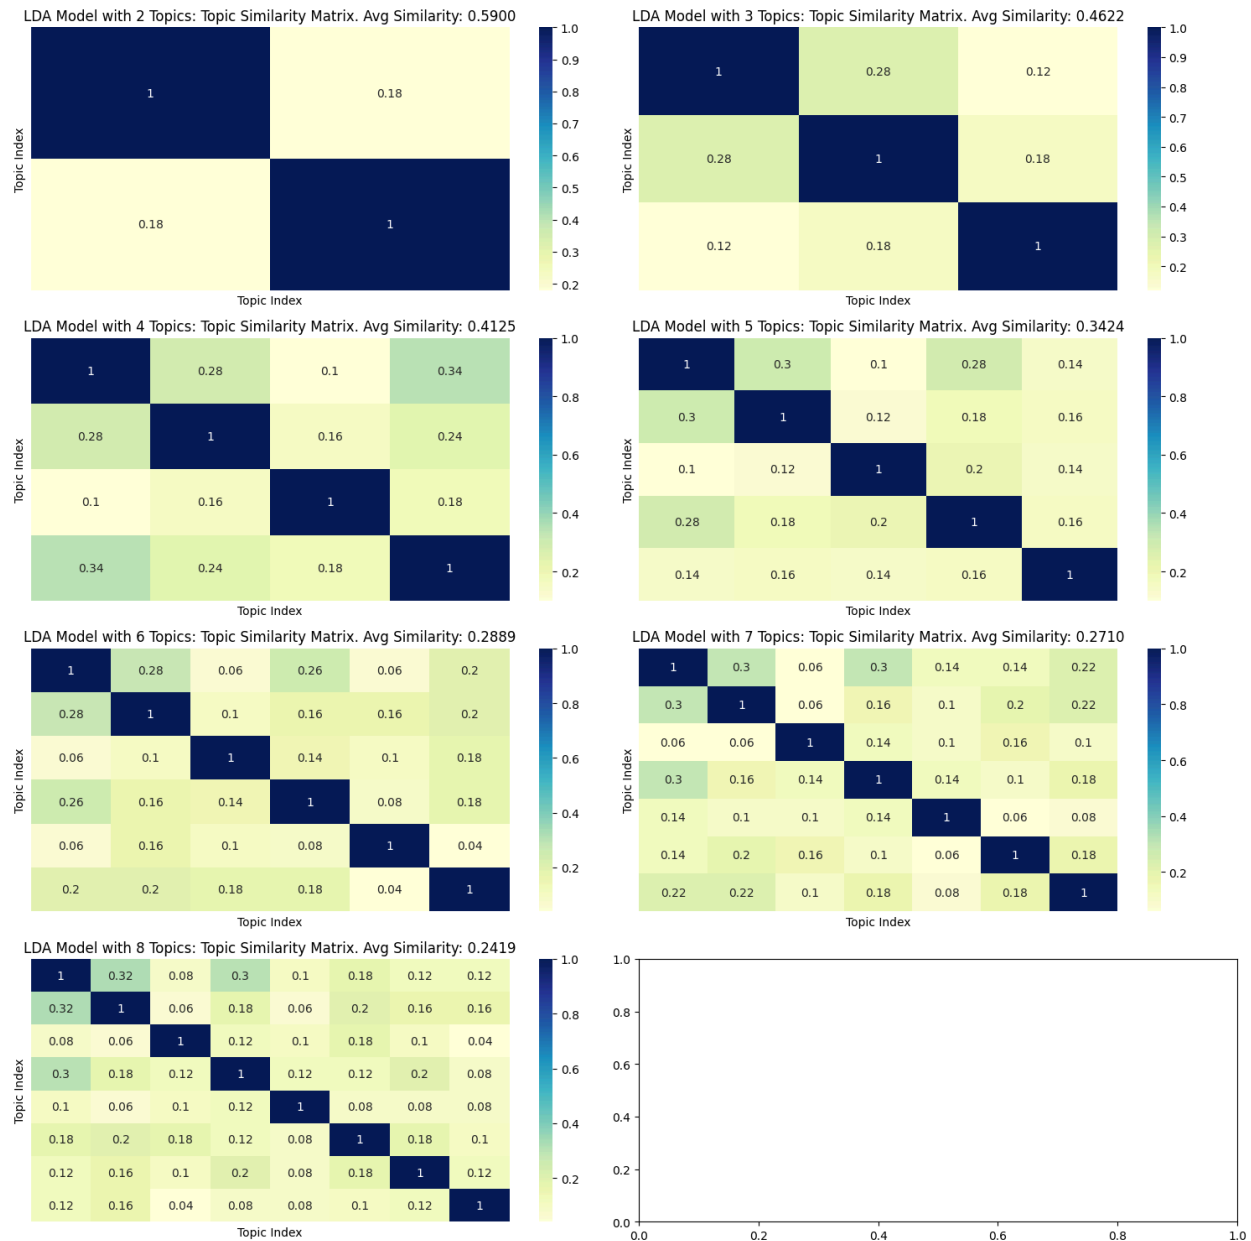 LDA Model with 2 Topics: Topic Similarity Matrix. Avg Similarity: 0.5900
1 0.18
0.18 1
Topic Index
Topic Index
1.0
0.9
0.8
0.7
0.6
0.5
0.4
0.3
0.2
LDA Model with 3 Topics: Topic Similarity Matrix. Avg Similarity: 0.4622
1 0.28 0.12
0.28 1 0.18
0.12 0.18 1
Topic Index
Topic Index
1.0
0.9
0.8
0.7
0.6
0.5
0.4
0.3
0.2
LDA Model with 4 Topics: Topic Similarity Matrix. Avg Similarity: 0.4125
1 0.28 0.1 0.34
0.28 1 0.16 0.24
0.1 0.16 1 0.18
0.34 0.24 0.18 1
Topic Index
Topic Index
1.0
0.8
0.6
0.4
0.2
LDA Model with 5 Topics: Topic Similarity Matrix. Avg Similarity: 0.3424
1 0.3 0.1 0.28 0.14
0.3 1 0.12 0.18 0.16
0.1 0.12 1 0.2 0.14
0.28 0.18 0.2 1 0.16
0.14 0.16 0.14 0.16 1
Topic Index
Topic Index
1.0
0.8
0.6
0.4
0.2
LDA Model with 6 Topics: Topic Similarity Matrix. Avg Similarity: 0.2889
1 0.28 0.06 0.26 0.06 0.2
0.28 1 0.1 0.16 0.16 0.2
0.06 0.1 1 0.14 0.1 0.18
0.26 0.16 0.14 1 0.08 0.18
0.06 0.16 0.1 0.08 1 0.04
0.2 0.2 0.18 0.18 0.04 1
Topic Index
Topic Index
1.0
0.8
0.6
0.4
0.2
LDA Model with 7 Topics: Topic Similarity Matrix. Avg Similarity: 0.2710
1 0.3 0.06 0.3 0.14 0.14 0.22
0.3 1 0.06 0.16 0.1 0.2 0.22
0.06 0.06 1 0.14 0.1 0.16 0.1
0.3 0.16 0.14 1 0.14 0.1 0.18
0.14 0.1 0.1 0.14 1 0.06 0.08
0.14 0.2 0.16 0.1 0.06 1 0.18
0.22 0.22 0.1 0.18 0.08 0.18 1
Topic Index
Topic Index
1.0
0.8
0.6
0.4
0.2
LDA Model with 8 Topics: Topic Similarity Matrix. Avg Similarity: 0.2419
1 0.32 0.08 0.3 0.1 0.18 0.12 0.12
0.32 1 0.06 0.18 0.06 0.2 0.16 0.16
0.08 0.06 1 0.12 0.1 0.18 0.1 0.04
0.3 0.18 0.12 1 0.12 0.12 0.2 0.08
0.1 0.06 0.1 0.12 1 0.08 0.08 0.08
0.18 0.2 0.18 0.12 0.08 1 0.18 0.1
0.12 0.16 0.1 0.2 0.08 0.18 1 0.12
0.12 0.16 0.04 0.08 0.08 0.1 0.12 1
Topic Index
Topic Index
1.0
0.8
0.6
0.4
0.2
1.0
0.8
0.6
0.4
0.2
0.0
0.0 0.2 0.4 0.6 0.8 1.0